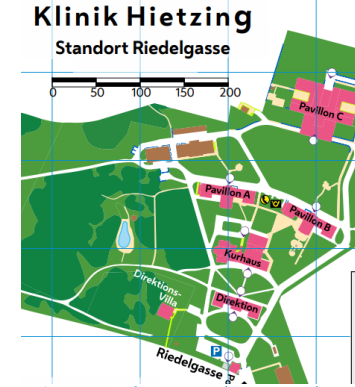 Klinik Hietzing
Standort Riedelgasse
0 50 100 150 200
Pavillon C
Pavillon A
Pavillon B
Kurhaus
Direktions-
Villa
Direktion
P
Riedelgasse